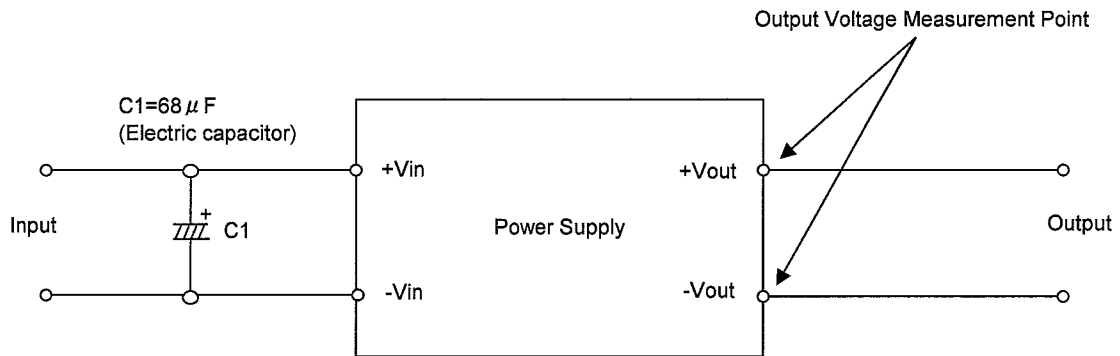 Output Voltage Measurement Point
C1=68μF
(Electric capacitor)
+Vin
+Vout
Input
+
C1
Power Supply
Output
-Vin
-Vout